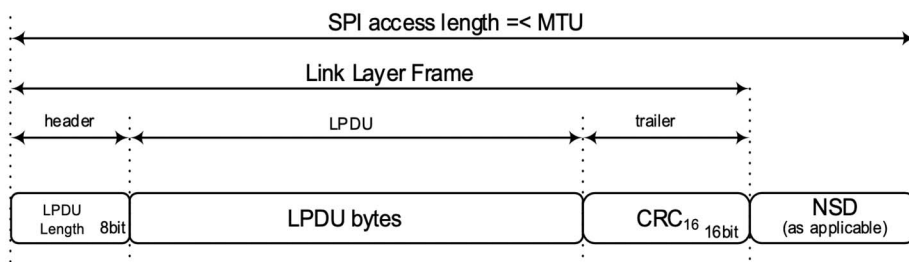 SPI access length =< MTU
Link Layer Frame
header LPDU trailer
LPDU Length 8bit LPDU bytes CRC16 16bit NSD (as applicable)